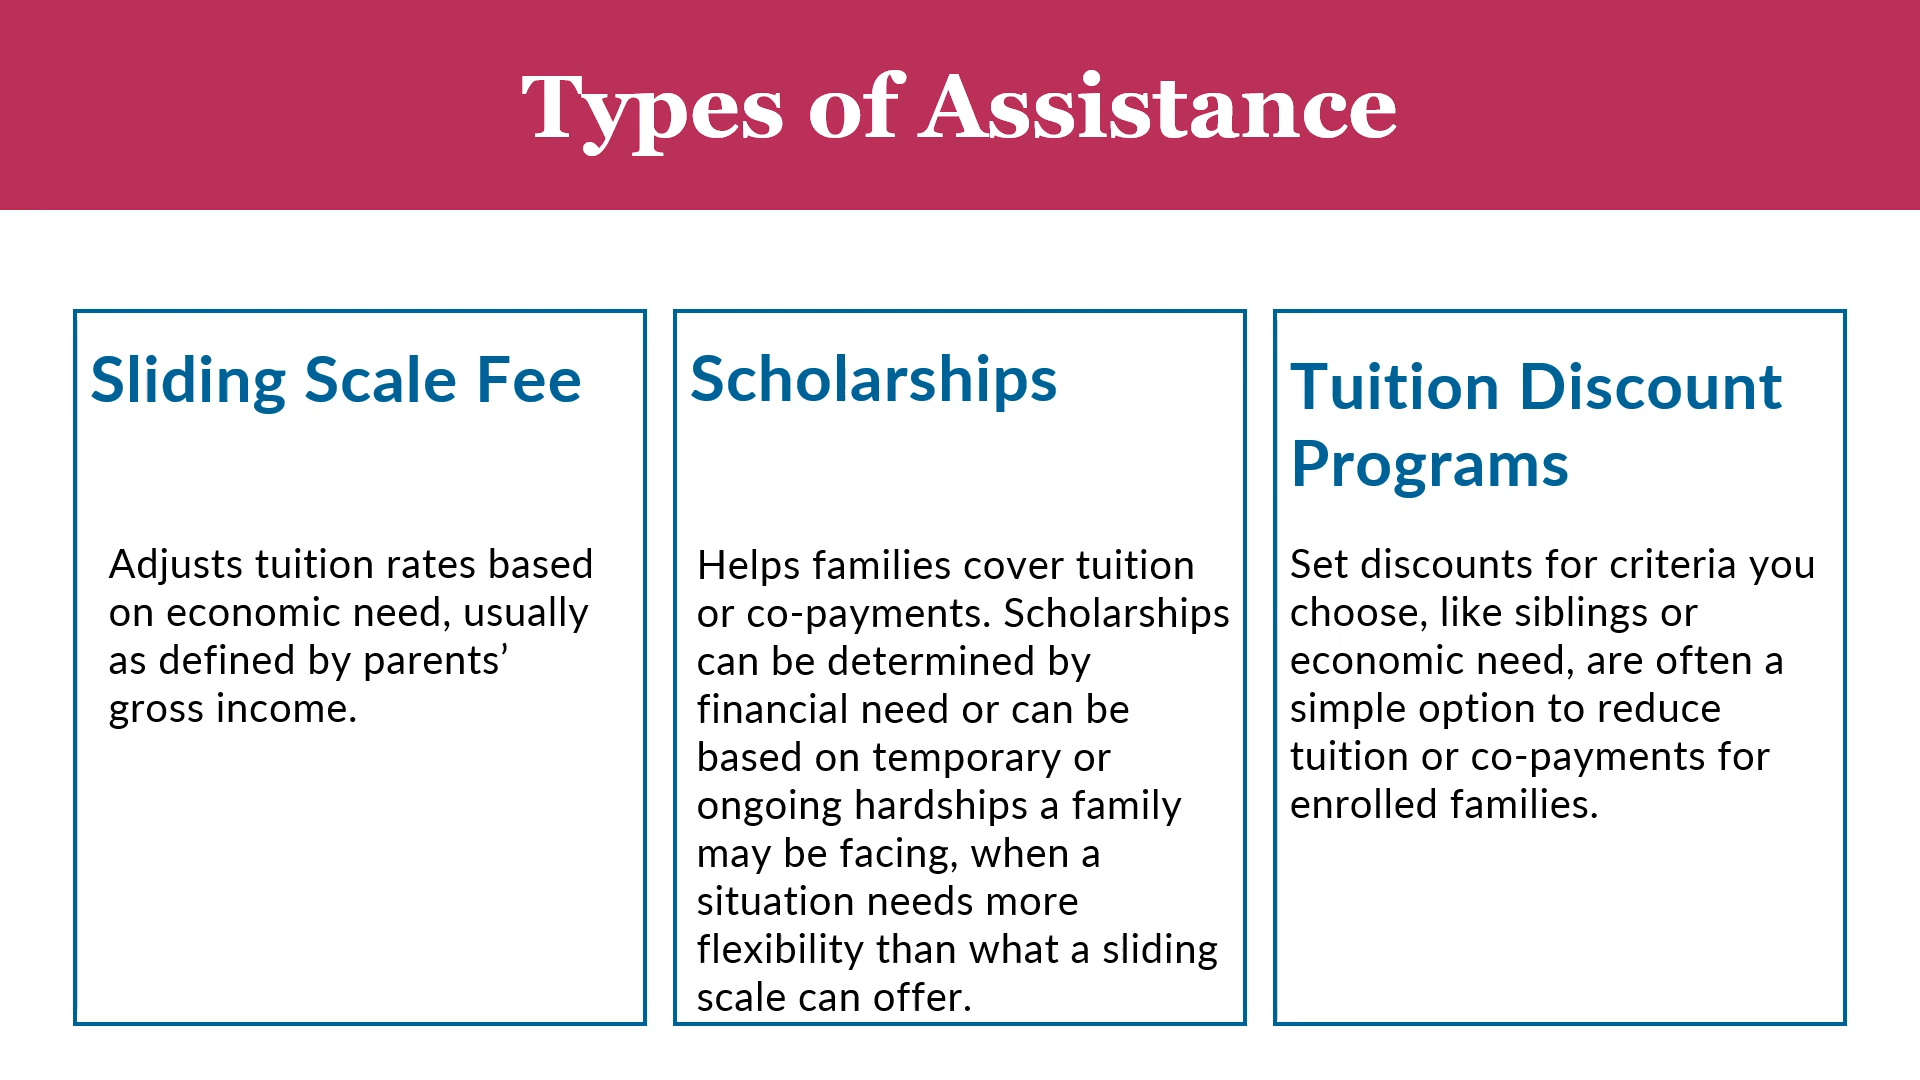 Types of Assistance
Sliding Scale Fee
Adjusts tuition rates based
on economic need, usually
as defined by parents’
gross income.
Scholarships
Helps families cover tuition
or co-payments. Scholarships
can be determined by
financial need or can be
based on temporary or
ongoing hardships a family
may be facing, when a
situation needs more
flexibility than what a sliding
scale can offer.
Tuition Discount
Programs
Set discounts for criteria you
choose, like siblings or
economic need, are often a
simple option to reduce
tuition or co-payments for
enrolled families.